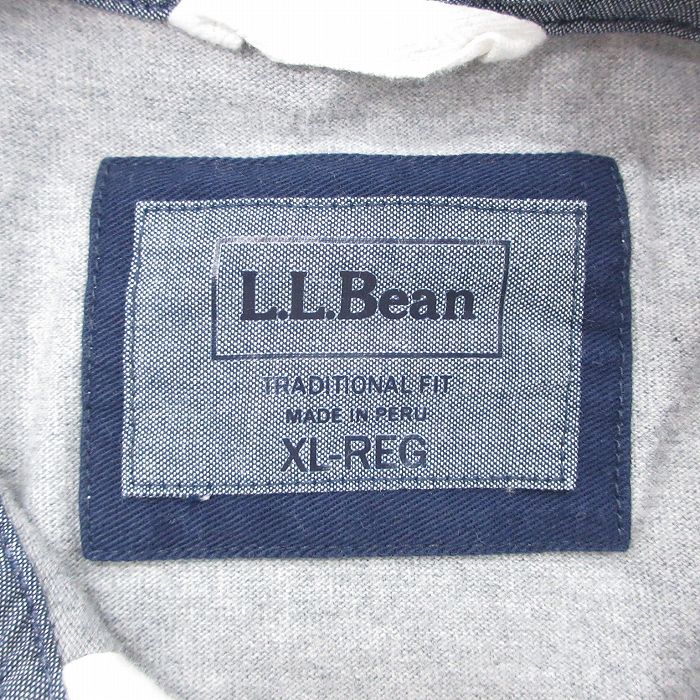 L.L.Bean
TRADITIONAL FIT
MADE IN PERU
XL-REG